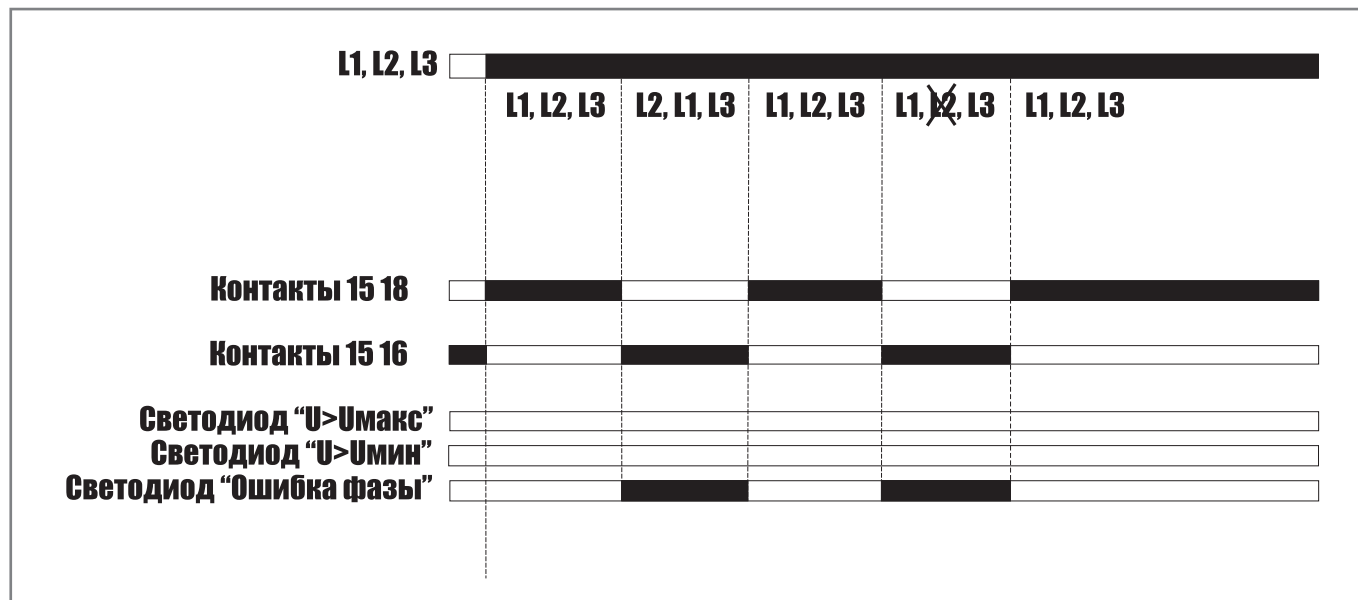 L1, L2, L3
L1, L2, L3 L2, L1, L3 L1, L2, L3 L1, L2, L3 L1, L2, L3
Контакты 15 18
Контакты 15 16
Светодиод “U>Uмакс”
Светодиод “U>Uмин”
Светодиод “Ошибка фазы”